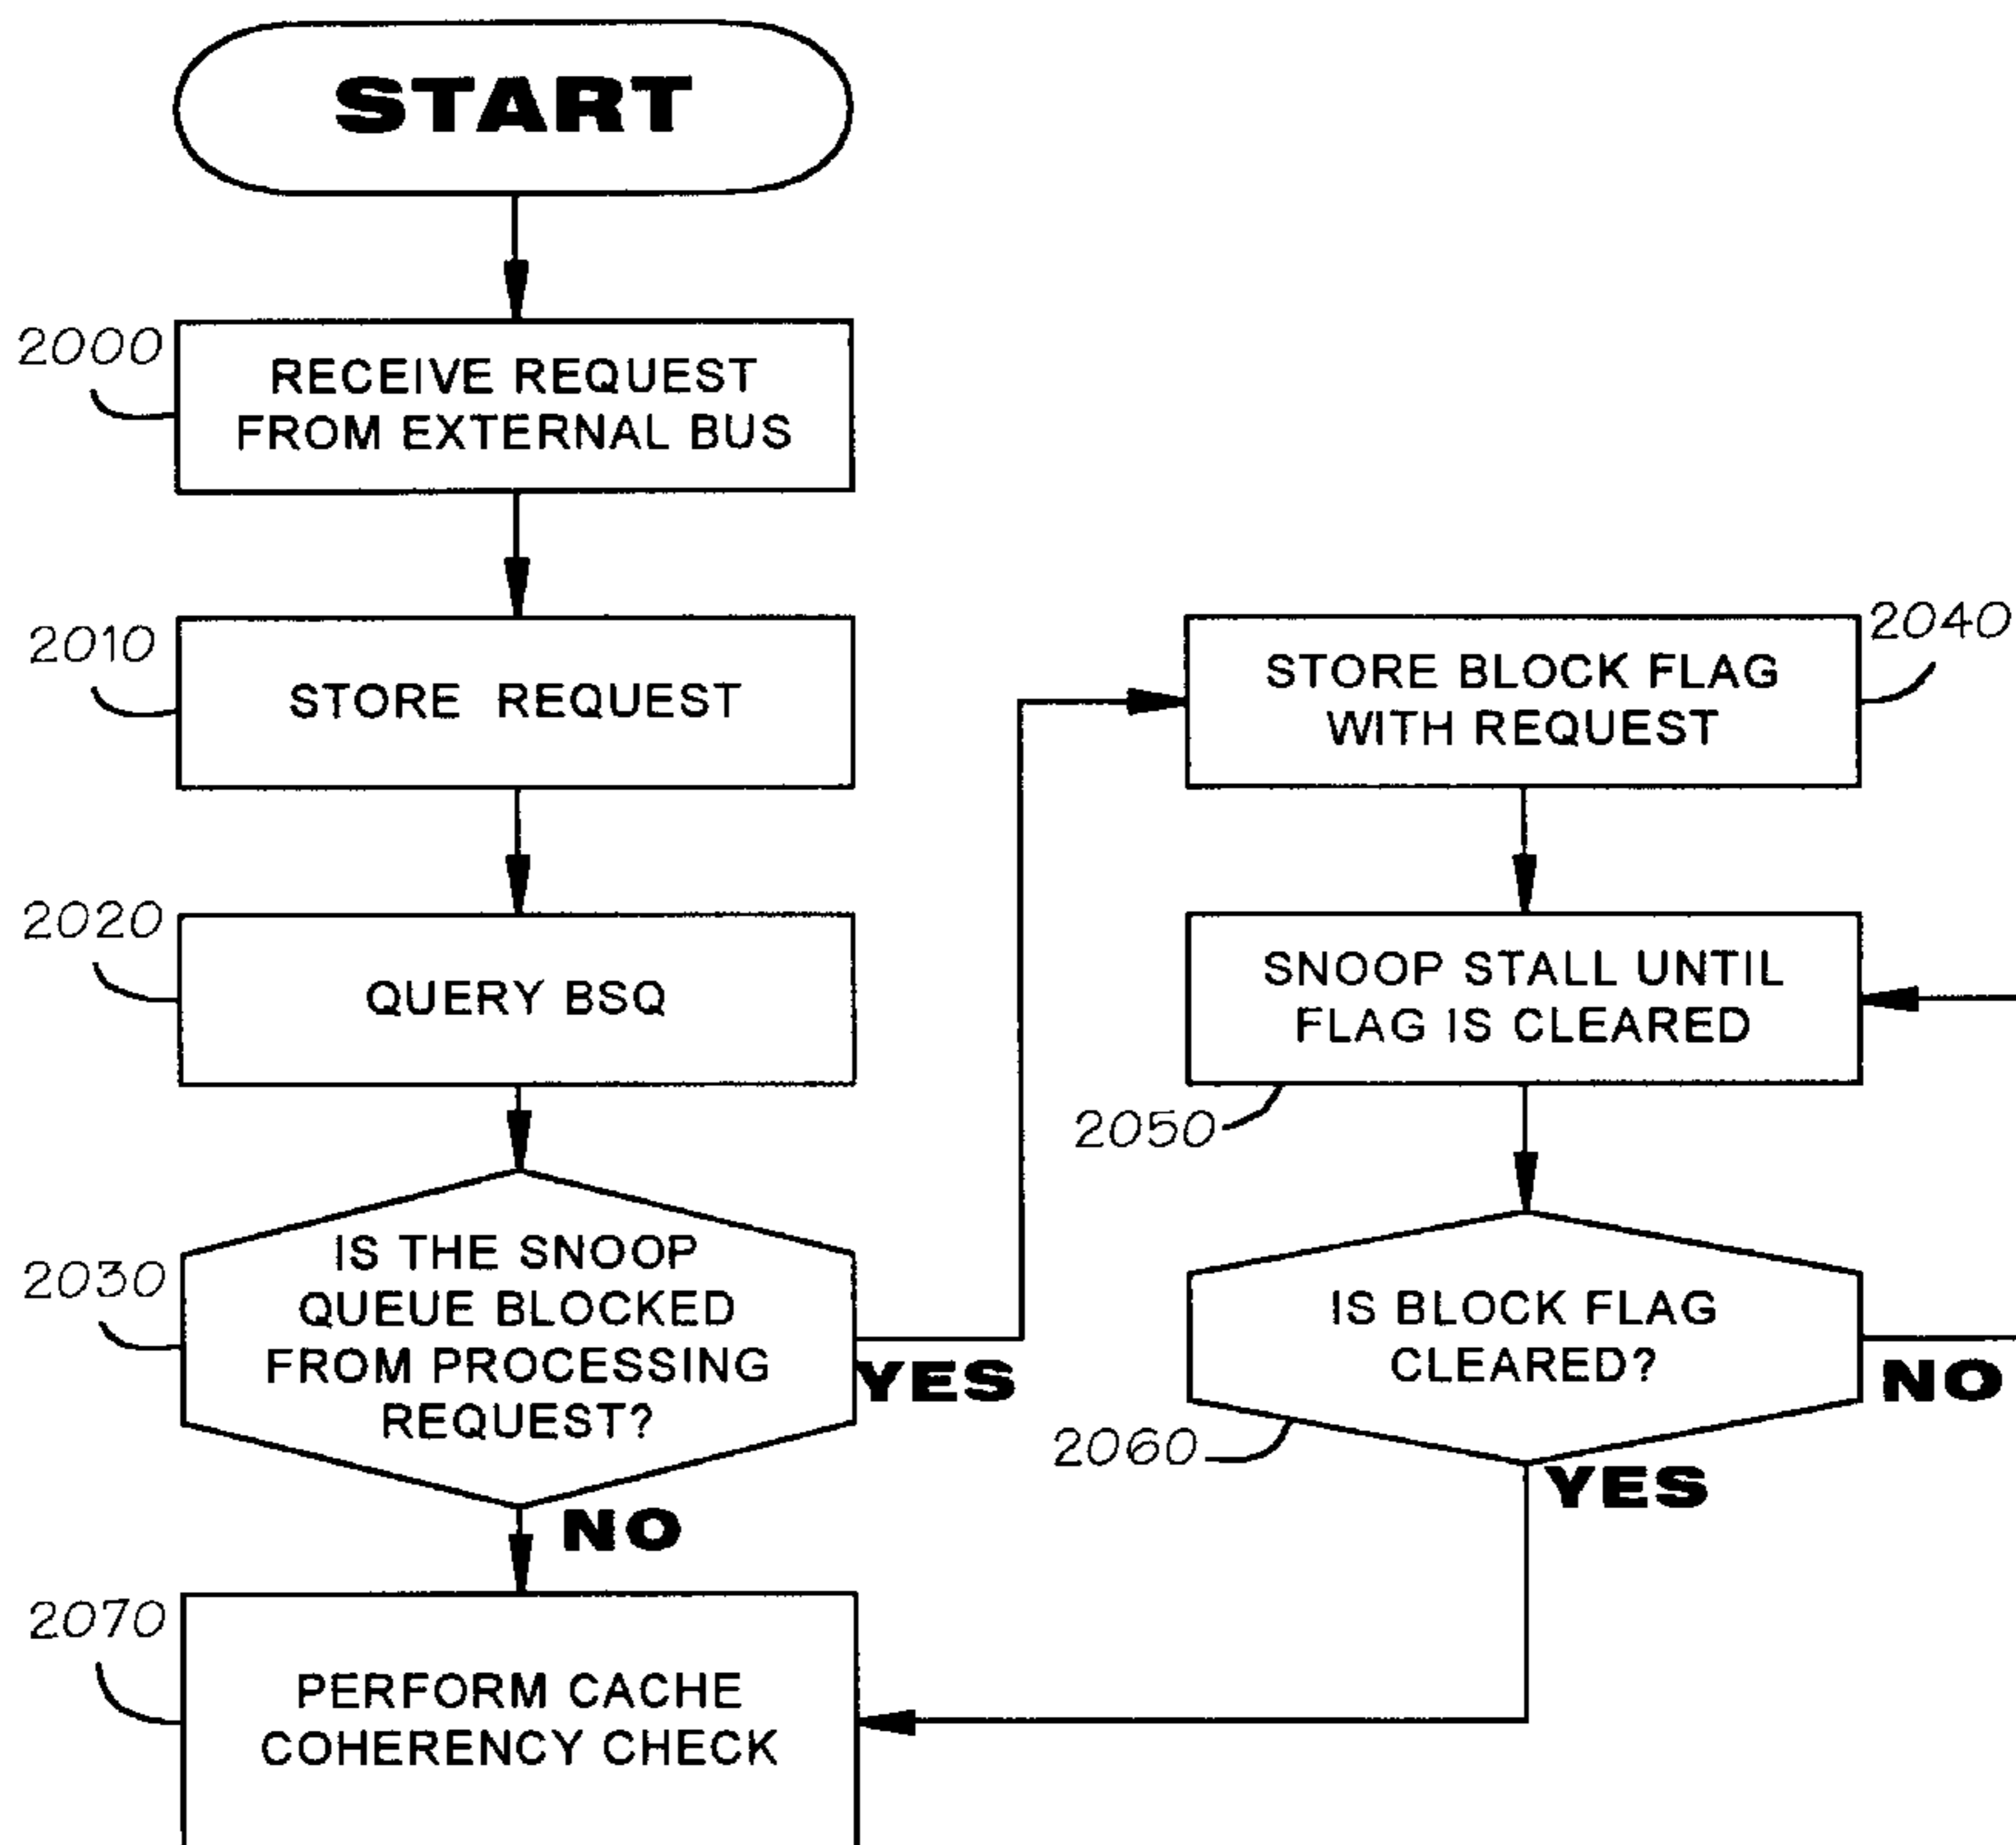 START
2000
RECEIVE REQUEST
FROM EXTERNAL BUS
2010
STORE REQUEST
2020
QUERY BSQ
2030
IS THE SNOOP
QUEUE BLOCKED
FROM PROCESSING
REQUEST?
YES
NO
2040
STORE BLOCK FLAG
WITH REQUEST
SNOOP STALL UNTIL
FLAG IS CLEARED
2050
IS BLOCK FLAG
CLEARED?
NO
2060
YES
2070
PERFORM CACHE
COHERENCY CHECK